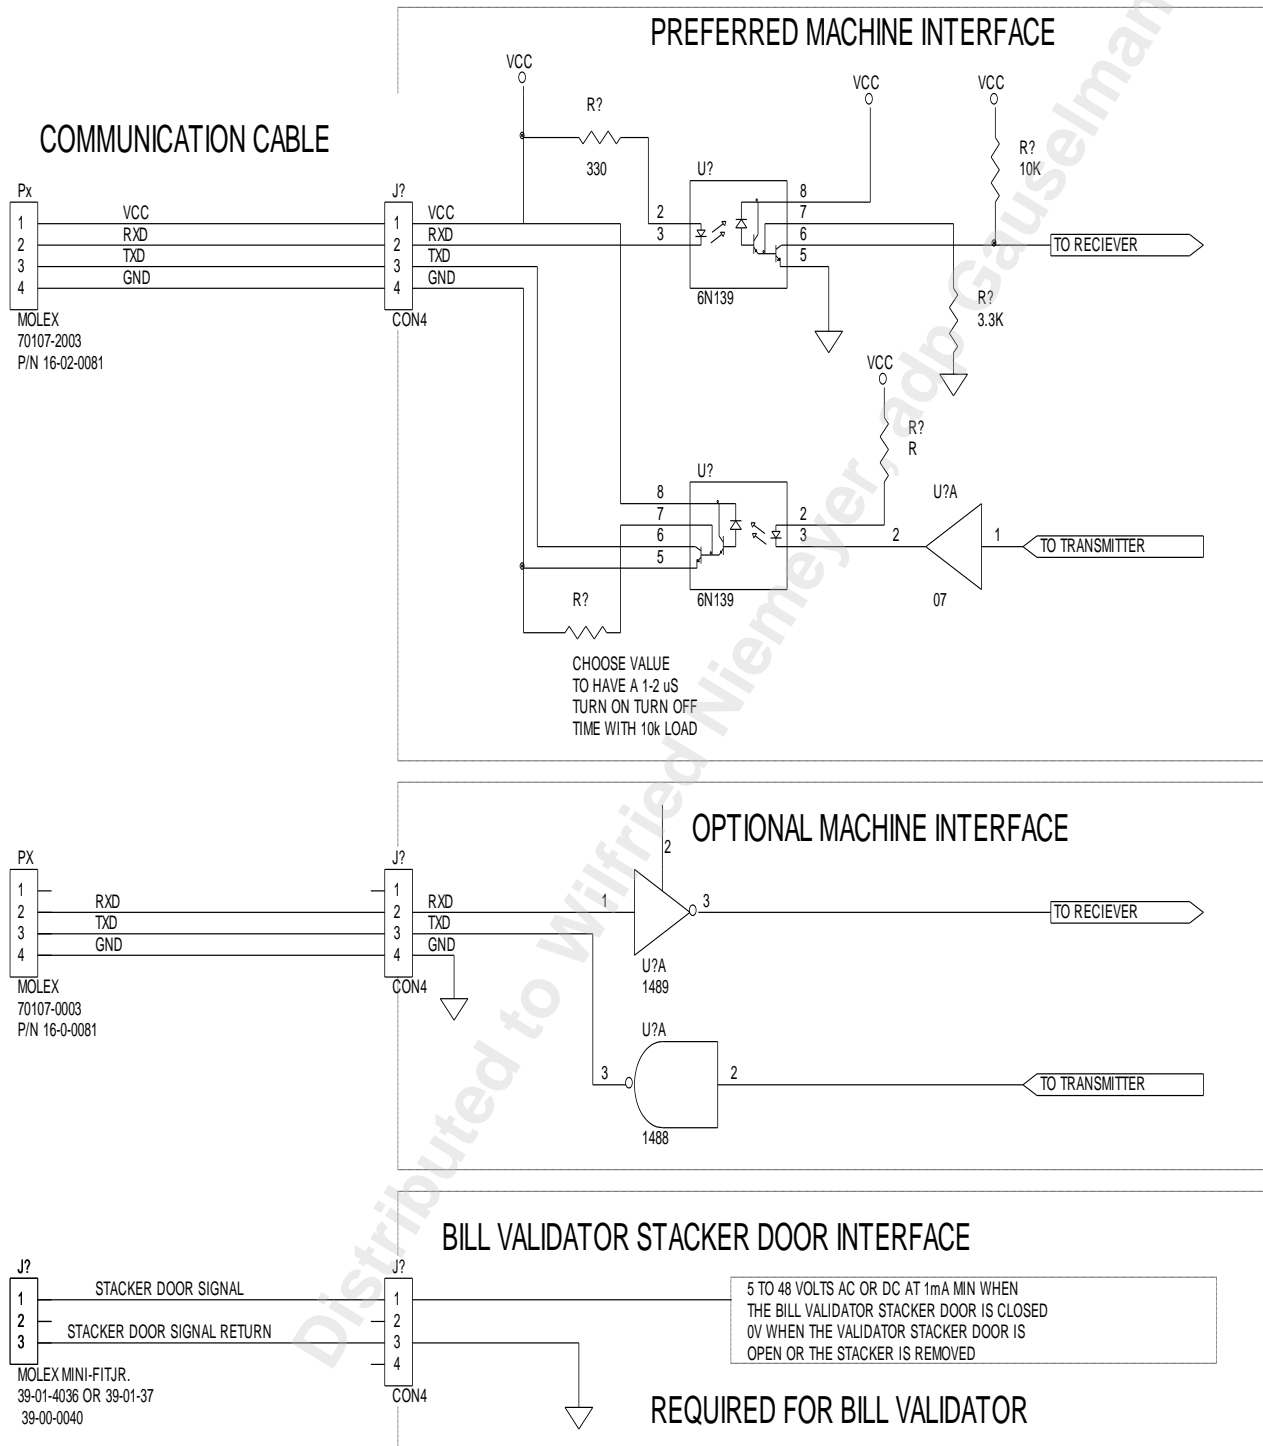 PREFERRED MACHINE INTERFACE
COMMUNICATION CABLE
VCC
R?
330
VCC
VCC
R?
10K
Px
1
2
3
4
VCC
RXD
TXD
GND
MOLEX
70107-2003
P/N 16-02-0081
J?
1
2
3
4
CON4
VCC
RXD
TXD
GND
U?
2
3
8
7
6
5
6N139
TO RECIEVER
R?
3.3K
VCC
R?
R
U?
8
7
6
5
2
3
6N139
U?A
2
1
07
TO TRANSMITTER
R?
CHOOSE VALUE
TO HAVE A 1-2 uS
TURN ON TURN OFF
TIME WITH 10k LOAD
OPTIONAL MACHINE INTERFACE
PX
1
2
3
4
RXD
TXD
GND
MOLEX
70107-0003
P/N 16-0-0081
J?
1
2
3
4
CON4
RXD
TXD
GND
2
1
3
U?A
1489
TO RECIEVER
U?A
3
2
1488
TO TRANSMITTER
BILL VALIDATOR STACKER DOOR INTERFACE
J?
1
2
3
STACKER DOOR SIGNAL
STACKER DOOR SIGNAL RETURN
MOLEX MINI-FITJR.
39-01-4036 OR 39-01-37
39-00-0040
J?
1
2
3
4
CON4
5 TO 48 VOLTS AC OR DC AT 1mA MIN WHEN
THE BILL VALIDATOR STACKER DOOR IS CLOSED
0V WHEN THE VALIDATOR STACKER DOOR IS
OPEN OR THE STACKER IS REMOVED
REQUIRED FOR BILL VALIDATOR
Distributed to Wilfried Niemeyer, adp Gauselmann